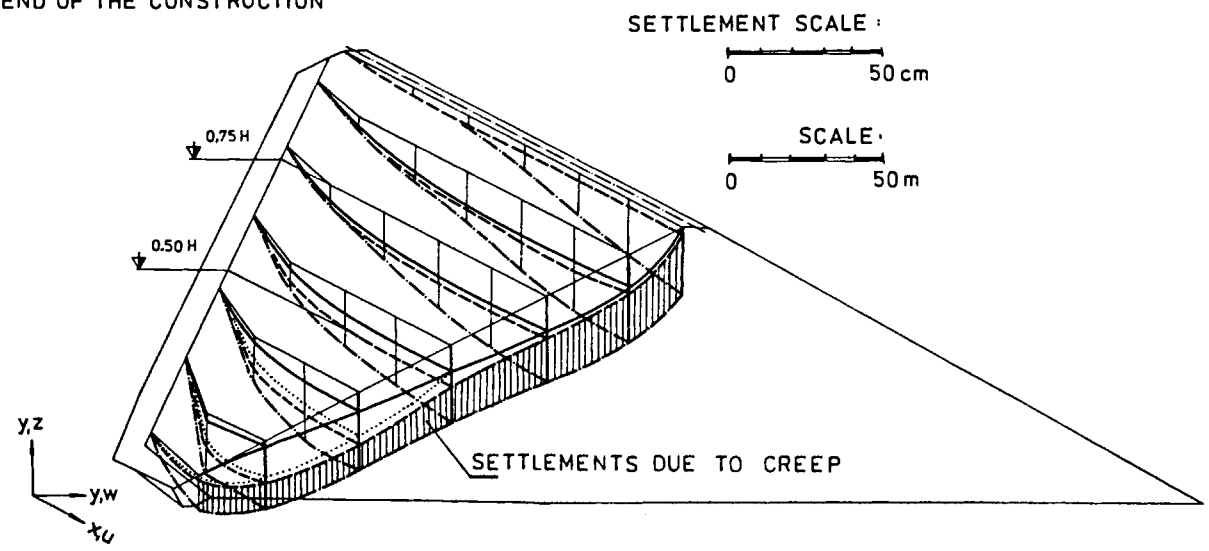 END OF THE CONSTRUCTION
SETTLEMENT SCALE :
0 50 cm
SCALE :
0 50 m
0,75 H
0.50 H
SETTLEMENTS DUE TO CREEP
y,z
y,w
x,u